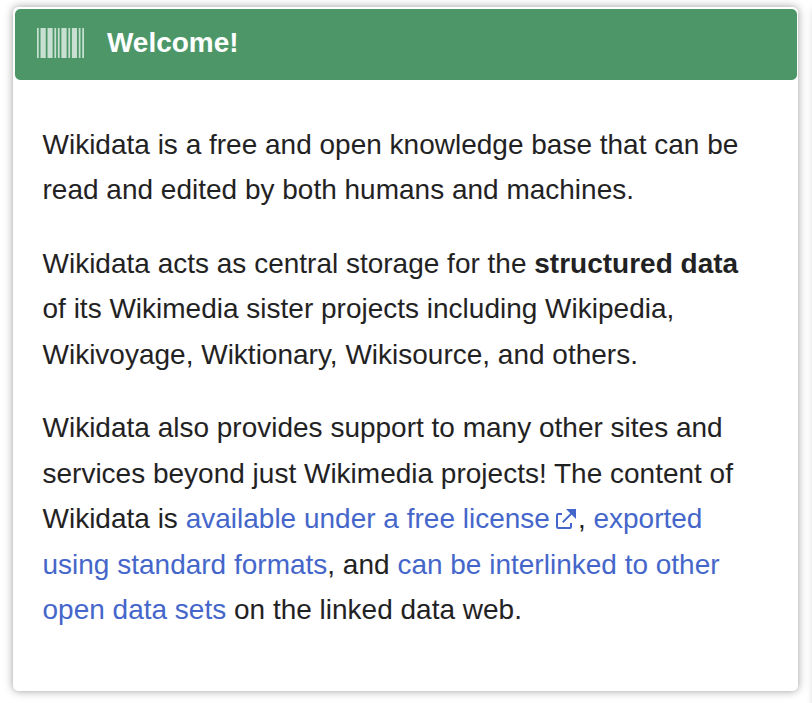 Welcome!
Wikidata is a free and open knowledge base that can be
read and edited by both humans and machines.
Wikidata acts as central storage for the structured data
of its Wikimedia sister projects including Wikipedia,
Wikivoyage, Wiktionary, Wikisource, and others.
Wikidata also provides support to many other sites and
services beyond just Wikimedia projects! The content of
Wikidata is available under a free license, exported
using standard formats, and can be interlinked to other
open data sets on the linked data web.